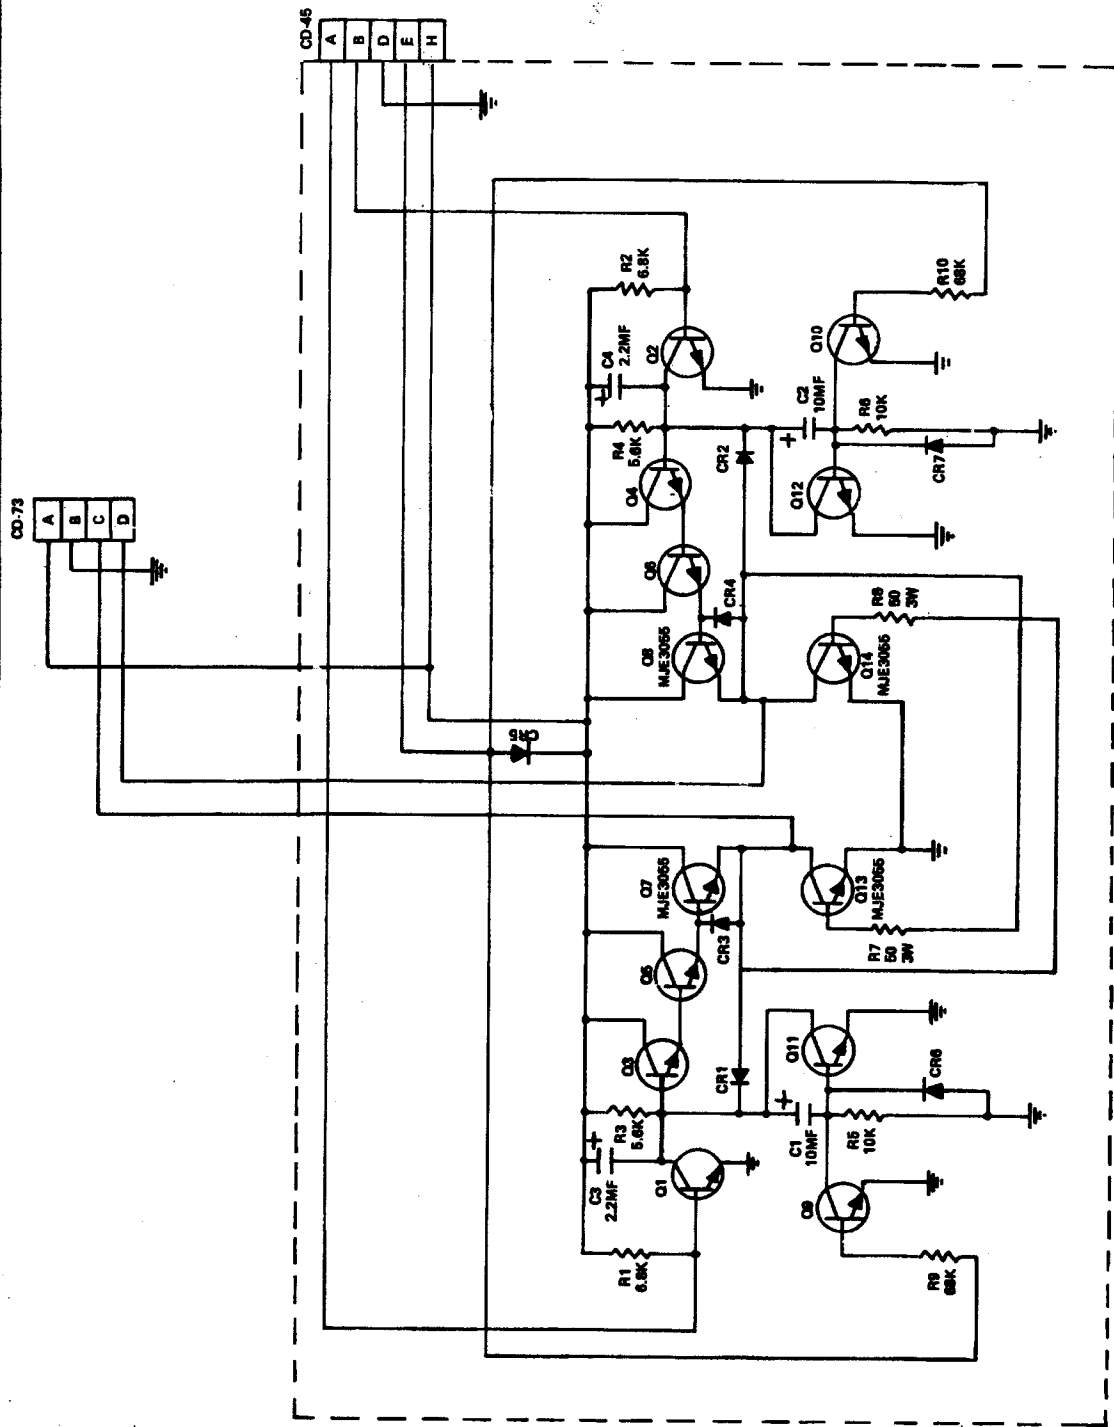 CD-45
A
B
D
E
H
CD-73
A
B
C
D
R2
6.8K
C4
2.2MF
Q2
R4
5.6K
Q4
Q6
Q8
MJE3055
CR4
CR2
C2
10MF
R6
10K
Q10
R10
68K
Q12
CR7
R8
50
3W
Q14
MJE3055
Q7
MJE3055
CR3
Q5
Q3
CR1
Q13
MJE3055
R7
50
3W
Q11
CR6
R3
5.6K
C3
2.2MF
Q1
C1
10MF
R5
10K
Q9
R1
6.8K
R9
68K